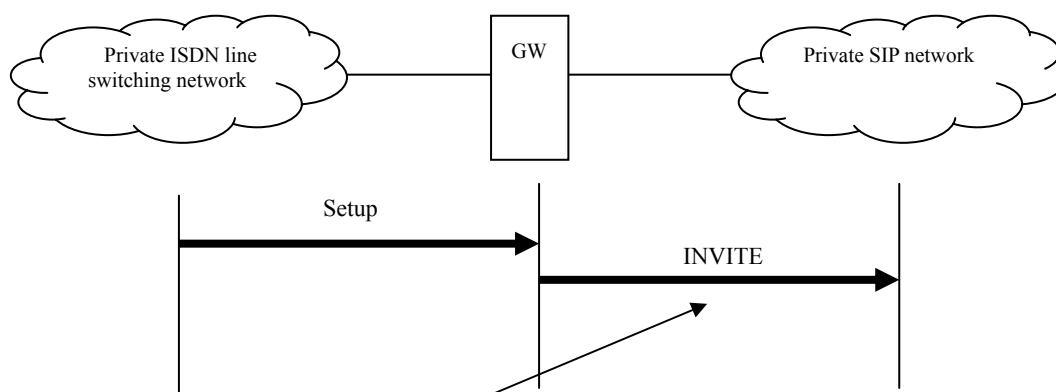 Private ISDN line
switching network
GW
Private SIP network
Setup
INVITE